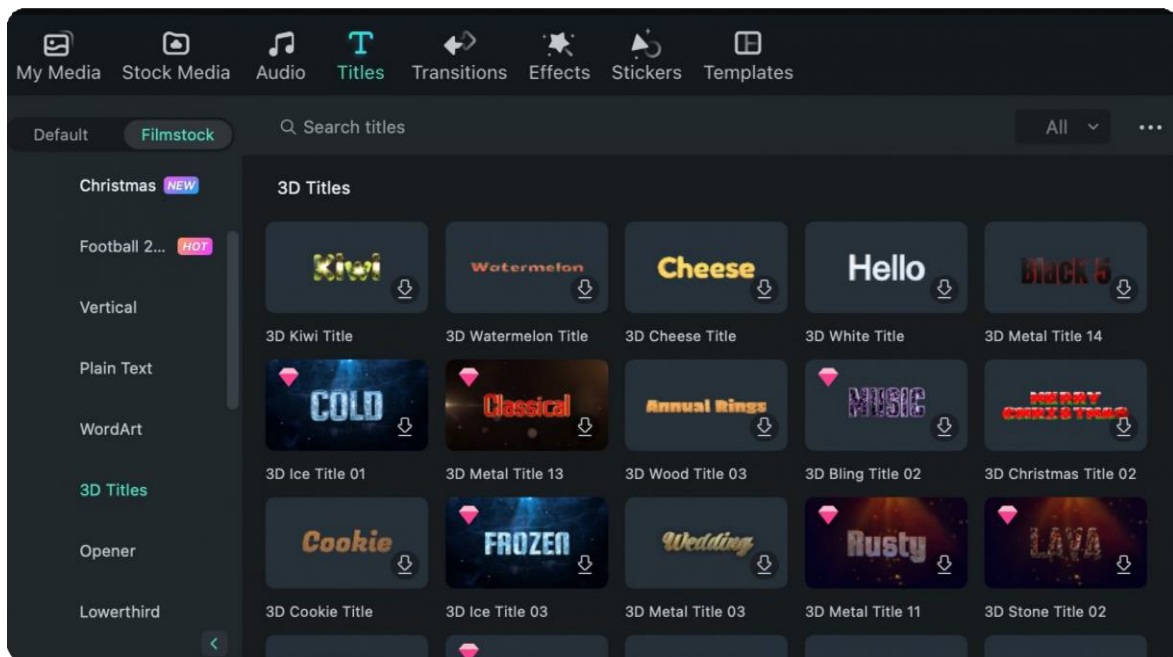 My Media Stock Media Audio Titles Transitions Effects Stickers Templates
Default Filmstock
Search titles
All
Christmas NEW
Football 2... HOT
Vertical
Plain Text
WordArt
3D Titles
Opener
Lowerthird
3D Titles
Kiwi Watermelon Cheese Hello Black 5
3D Kiwi Title 3D Watermelon Title 3D Cheese Title 3D White Title 3D Metal Title 14
COLD Classical Annual Rings MUSIC MERRY
CHRISTMAS
3D Ice Title 01 3D Metal Title 13 3D Wood Title 03 3D Bling Title 02 3D Christmas Title 02
Cookie FROZEN Wedding Rusty LAVA
3D Cookie Title 3D Ice Title 03 3D Metal Title 03 3D Metal Title 11 3D Stone Title 02